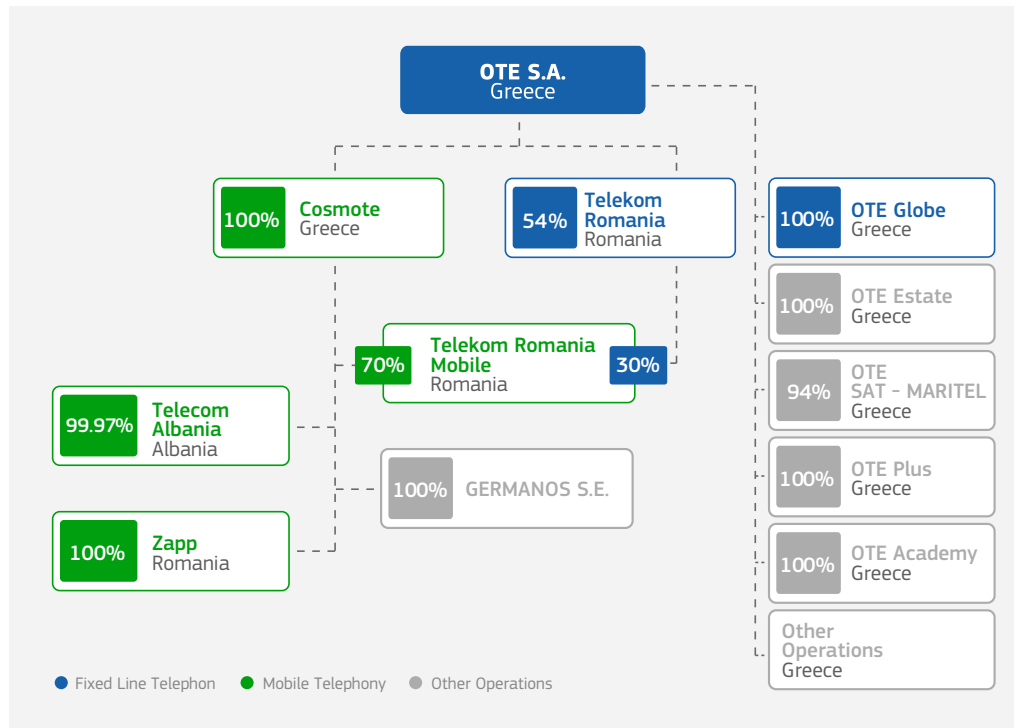 OTE S.A.
Greece
100%
Cosmote
Greece
54%
Telekom
Romania
Romania
100%
OTE Globe
Greece
100%
OTE Estate
Greece
70%
Telekom Romania
Mobile
Romania
30%
94%
OTE
SAT - MARITEL
Greece
99.97%
Telecom
Albania
Albania
100%
GERMANOS S.E.
100%
OTE Plus
Greece
100%
Zapp
Romania
100%
OTE Academy
Greece
Other
Operations
Greece
Fixed Line Telephon
Mobile Telephony
Other Operations